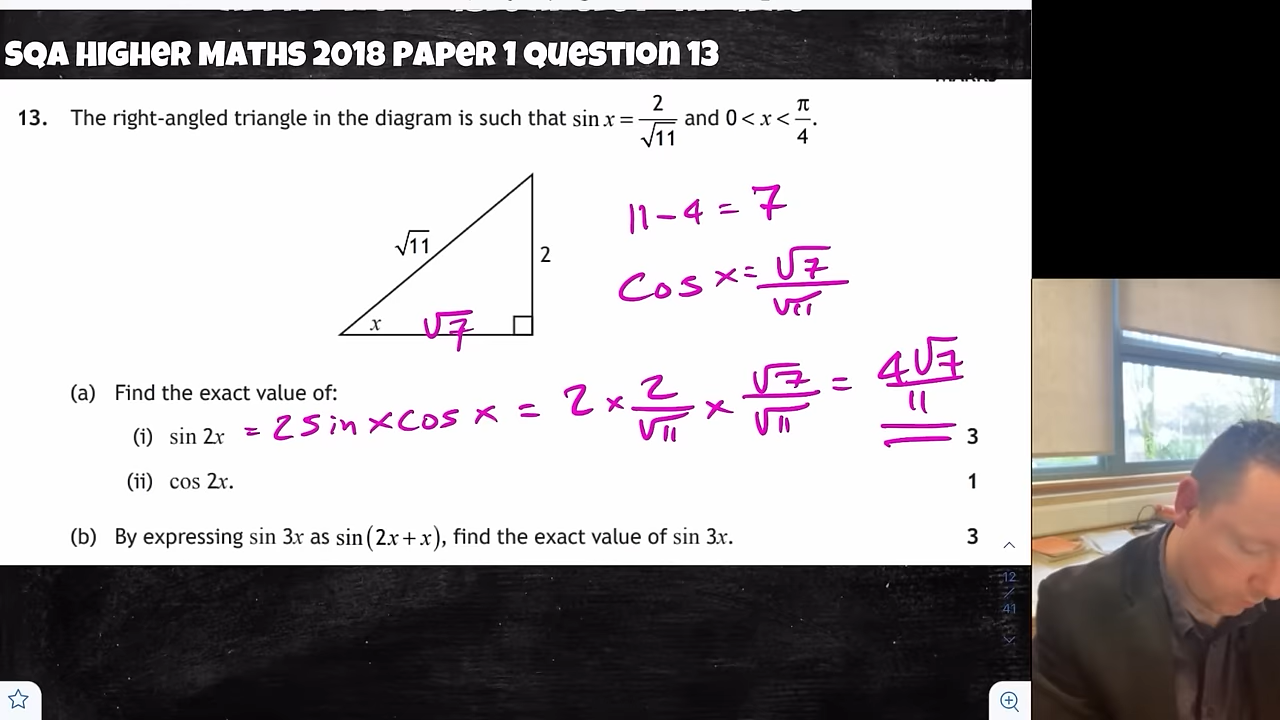 SQA HIGHER MATHS 2018 PAPER 1 QUESTION 13
13. The right-angled triangle in the diagram is such that sin x = 2/√11 and 0 < x < π/4.
11 - 4 = 7
√11
2
cos x = √7/√11
x √7
(a) Find the exact value of:
(i) sin 2x = 2 sin x cos x = 2 × 2/√11 × √7/√11 = 4√7/11 3
(ii) cos 2x. 1
(b) By expressing sin 3x as sin(2x + x), find the exact value of sin 3x. 3
12
/
41